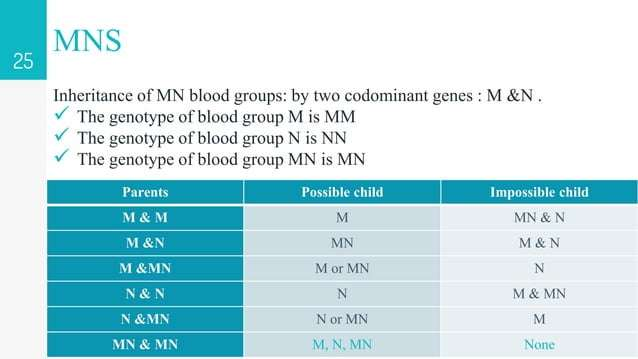 25
MNS
Inheritance of MN blood groups: by two codominant genes : M &N .
✓ The genotype of blood group M is MM
✓ The genotype of blood group N is NN
✓ The genotype of blood group MN is MN
Parents Possible child Impossible child
M & M M MN & N
M &N MN M & N
M &MN M or MN N
N & N N M & MN
N &MN N or MN M
MN & MN M, N, MN None